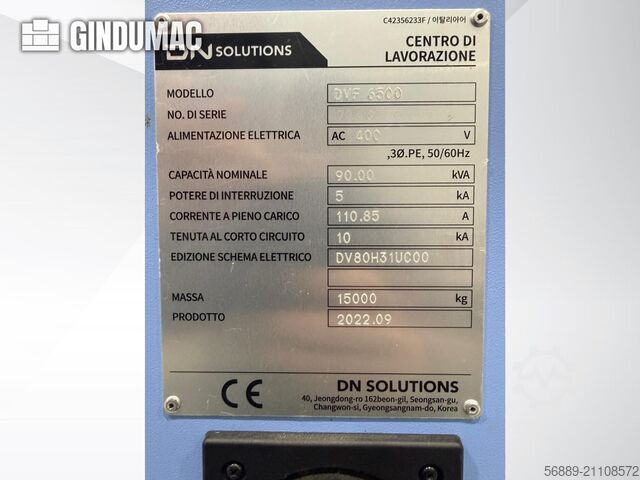 GINDUMAC
C42356233F / 이탈리아어
DN SOLUTIONS
CENTRO DI
LAVORAZIONE
MODELLO DVF 6500
NO. DI SERIE
ALIMENTAZIONE ELETTRICA AC 400 V
,3Ø.PE, 50/60Hz
CAPACITÀ NOMINALE 90.00 kVA
POTERE DI INTERRUZIONE 5 kA
CORRENTE A PIENO CARICO 110.85 A
TENUTA AL CORTO CIRCUITO 10 kA
EDIZIONE SCHEMA ELETTRICO DV80H31UC00
MASSA 15000 kg
PRODOTTO 2022.09
CE
DN SOLUTIONS
40, Jeongdong-ro 162beon-gil, Seongsan-gu,
Changwon-si, Gyeongsangnam-do, Korea
56889-21108572